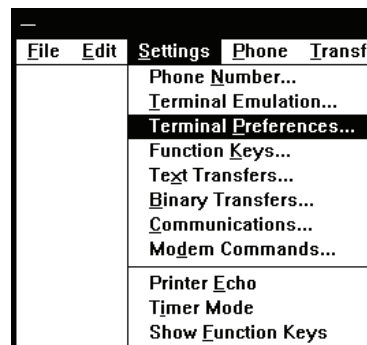 File Edit Settings Phone Transf
Phone Number...
Terminal Emulation...
Terminal Preferences...
Function Keys...
Text Transfers...
Binary Transfers...
Communications...
Modem Commands...
Printer Echo
Timer Mode
Show Function Keys